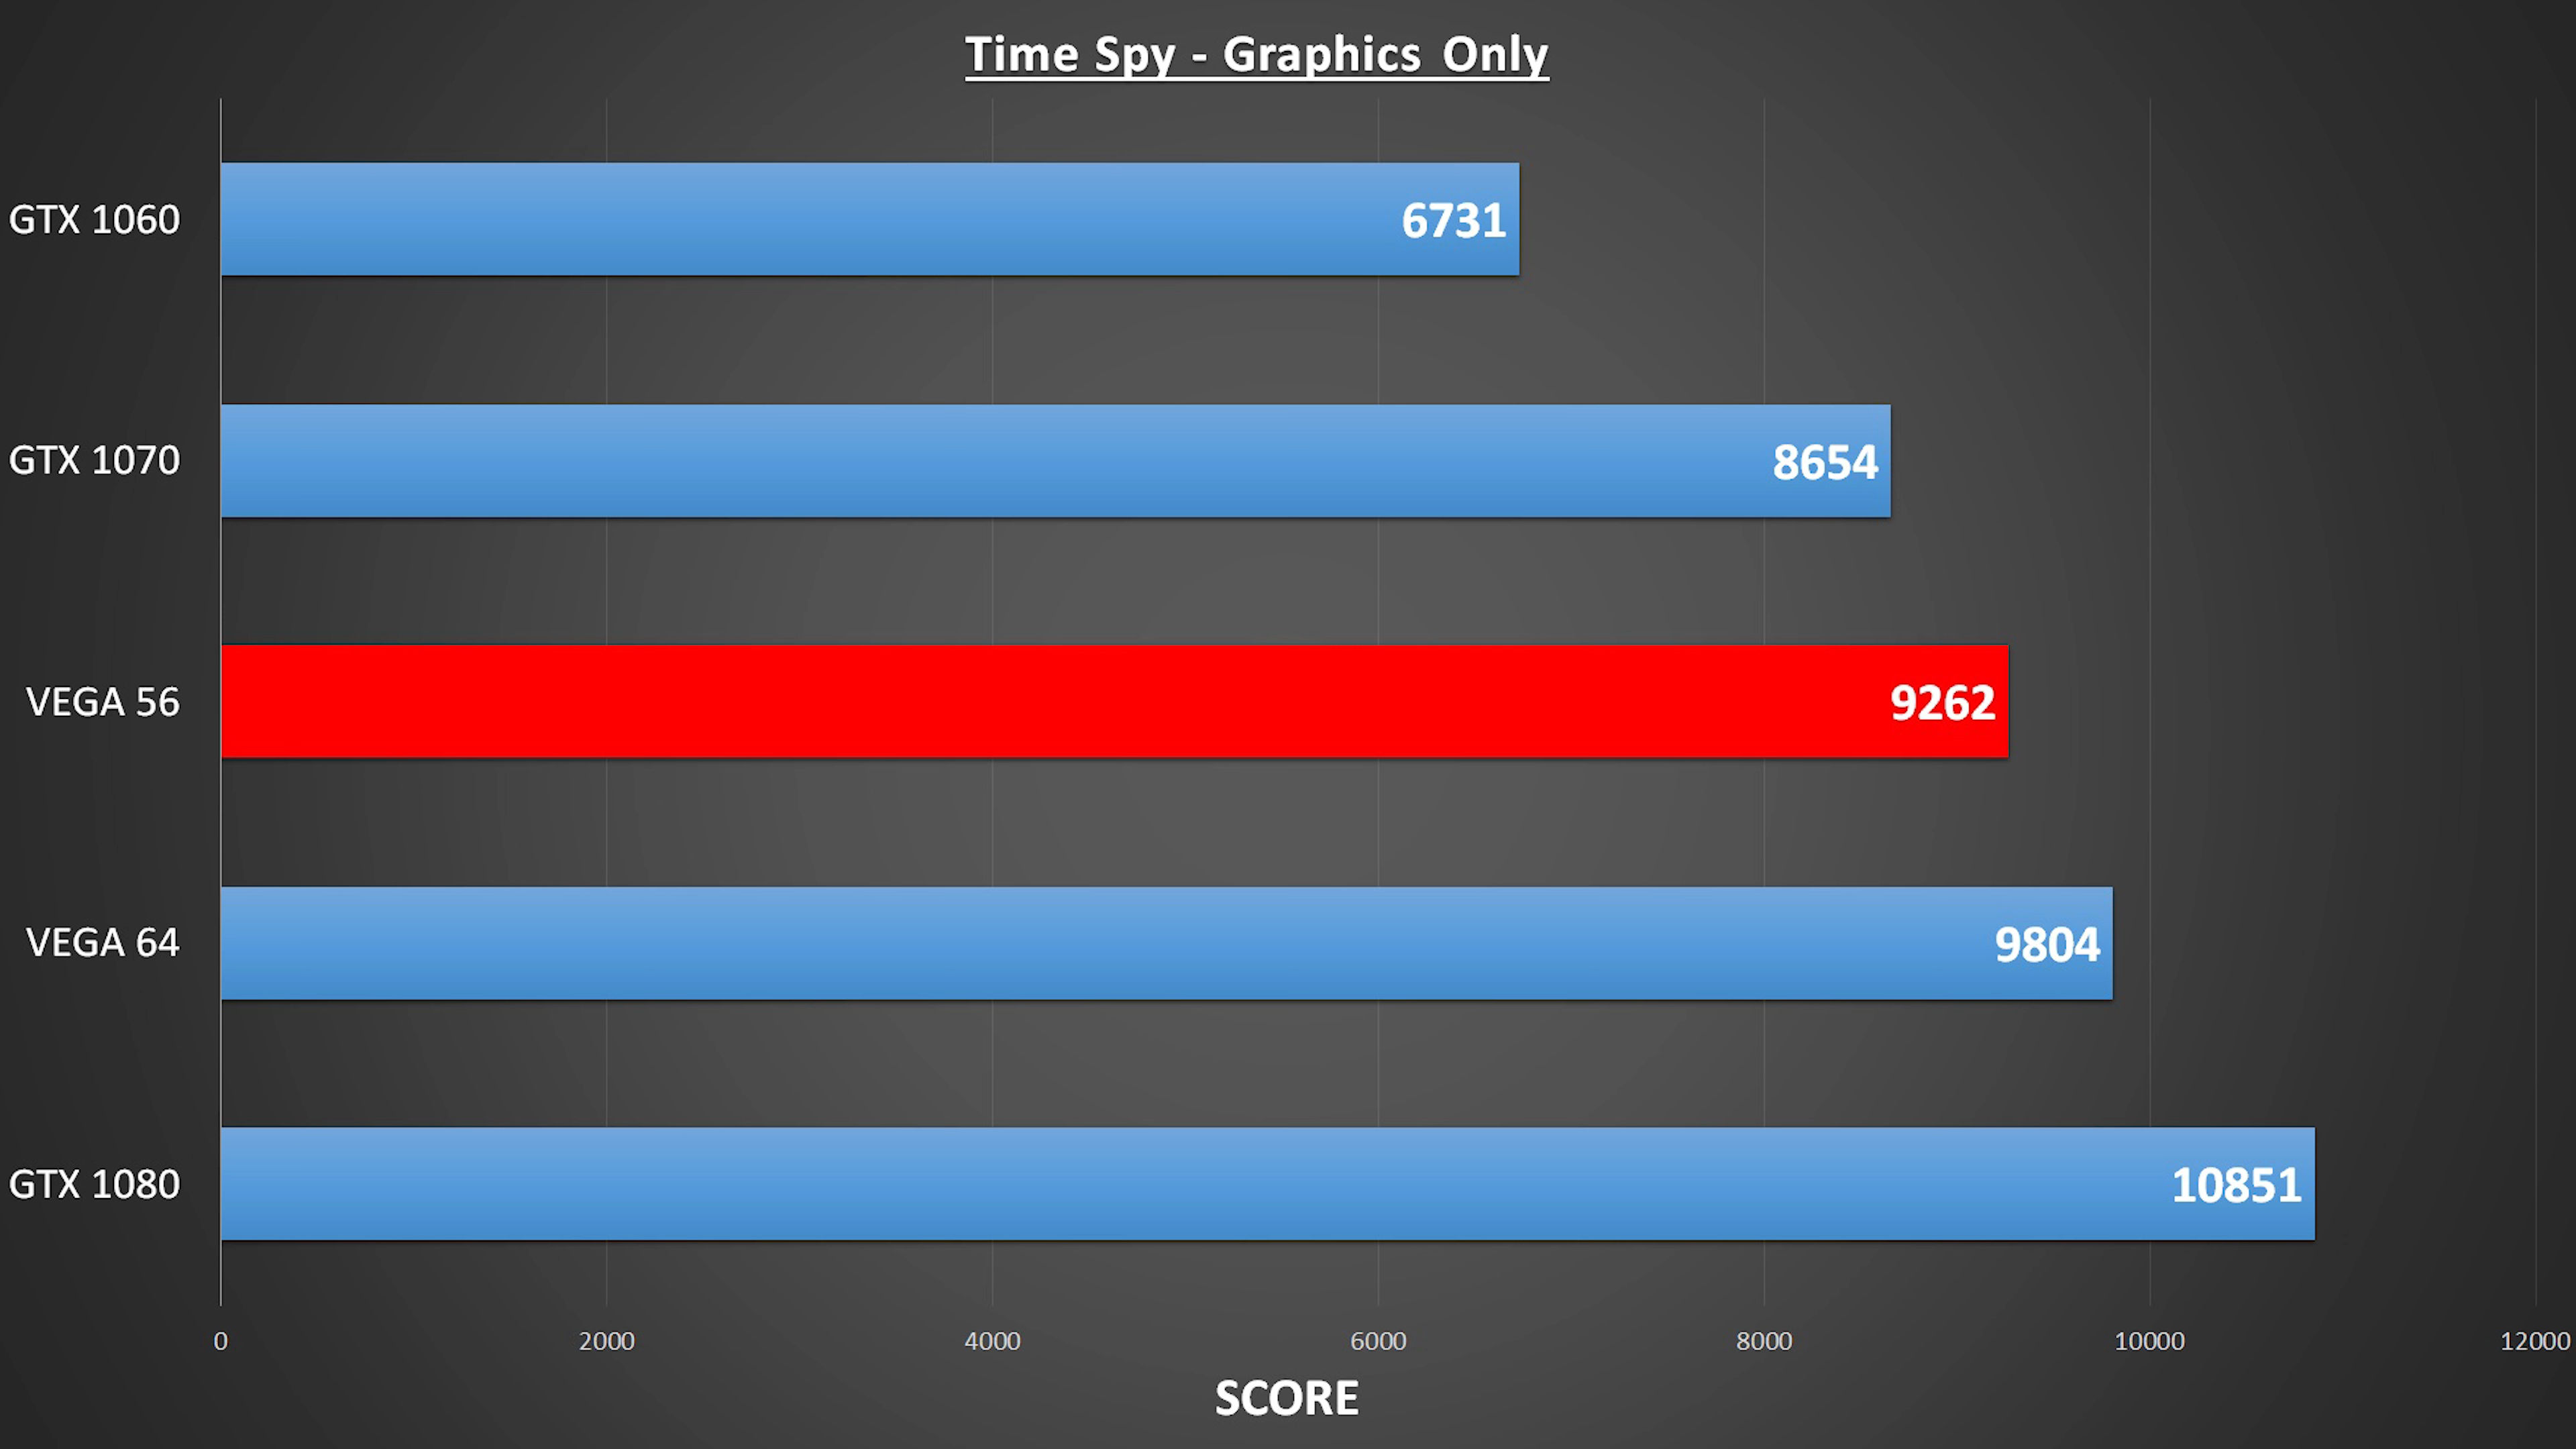 Time Spy - Graphics Only
GTX 1060
6731
GTX 1070
8654
VEGA 56
9262
VEGA 64
9804
GTX 1080
10851
0 2000 4000 6000 8000 10000 12000
SCORE